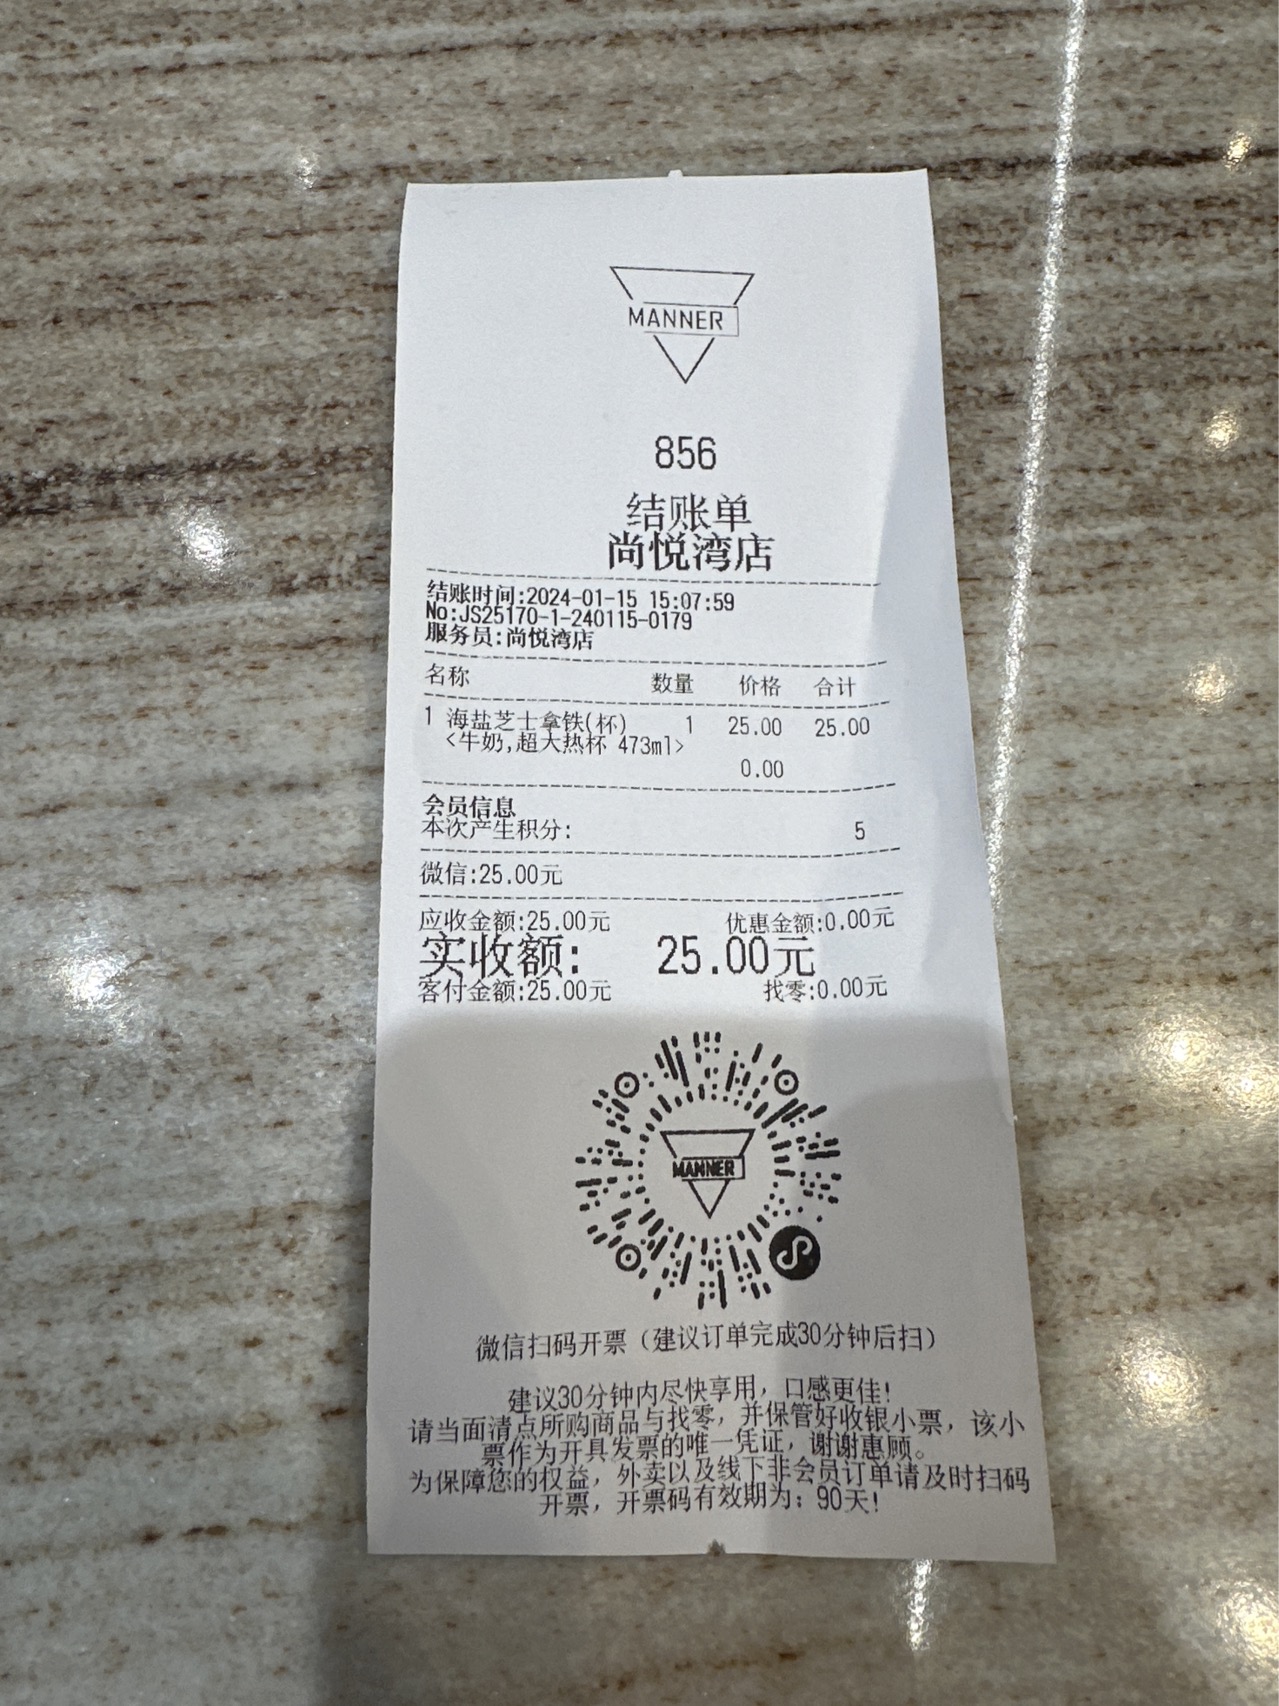 MANNER
856
结账单
尚悦湾店
结账时间:2024-01-15 15:07:59
No:JS25170-1-240115-0179
服务员:尚悦湾店
名称 数量 价格 合计
1 海盐芝士拿铁(杯) 1 25.00 25.00
<牛奶,超大热杯 473ml>
0.00
会员信息
本次产生积分: 5
微信:25.00元
应收金额:25.00元 优惠金额:0.00元
实收额: 25.00元
客付金额:25.00元 找零:0.00元
MANNER
微信扫码开票（建议订单完成30分钟后扫）
建议30分钟内尽快享用，口感更佳!
请当面清点所购商品与找零，并保管好收银小票，该小
票作为开具发票的唯一凭证，谢谢惠顾。
为保障您的权益，外卖以及线下非会员订单请及时扫码
开票，开票码有效期为：90天!